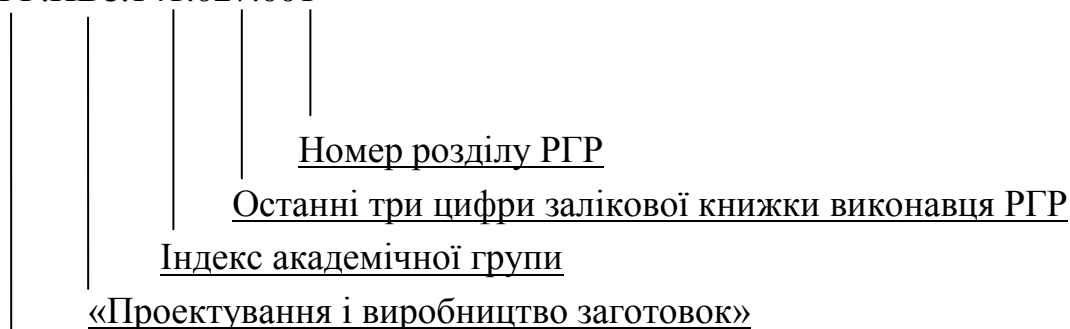 Номер розділу РГР
Останні три цифри залікової книжки виконавця РГР
Індекс академічної групи
«Проектування і виробництво заготовок»